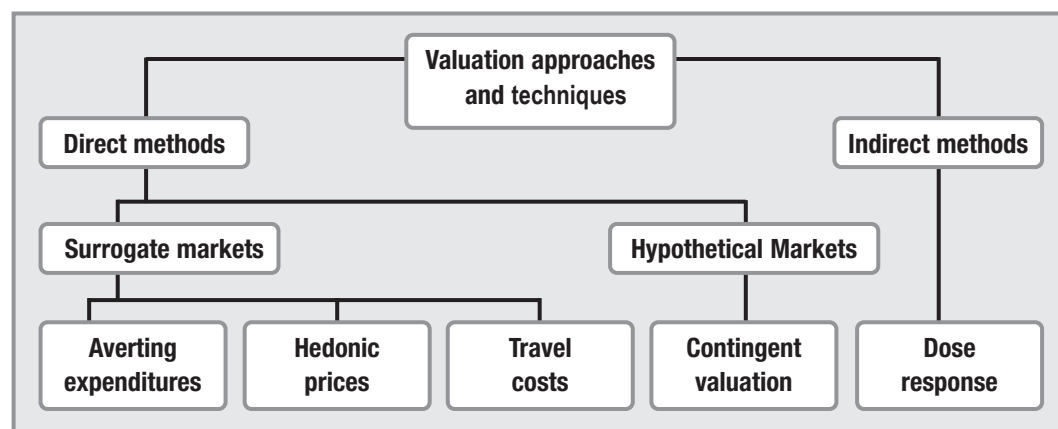 Valuation approaches
and techniques
Direct methods
Indirect methods
Surrogate markets
Hypothetical Markets
Averting
expenditures
Hedonic
prices
Travel
costs
Contingent
valuation
Dose
response